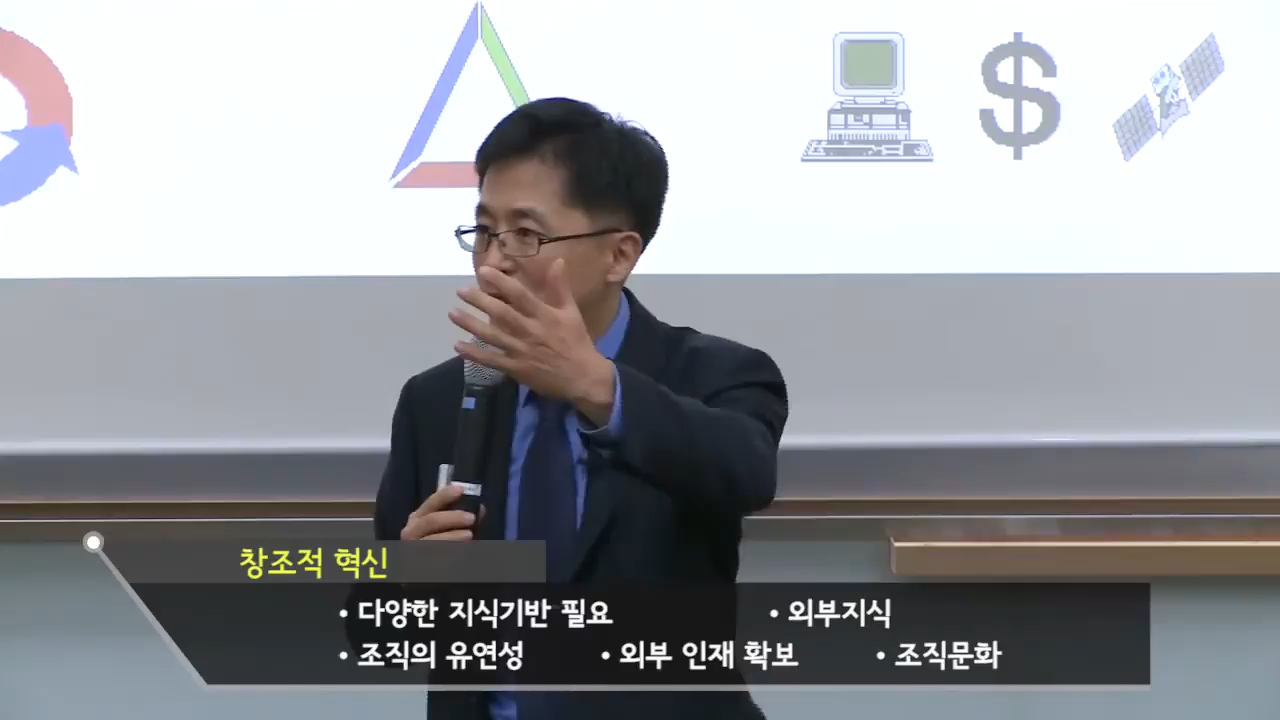 창조적 혁신
• 다양한 지식기반 필요 • 외부지식
• 조직의 유연성 • 외부 인재 확보 • 조직문화